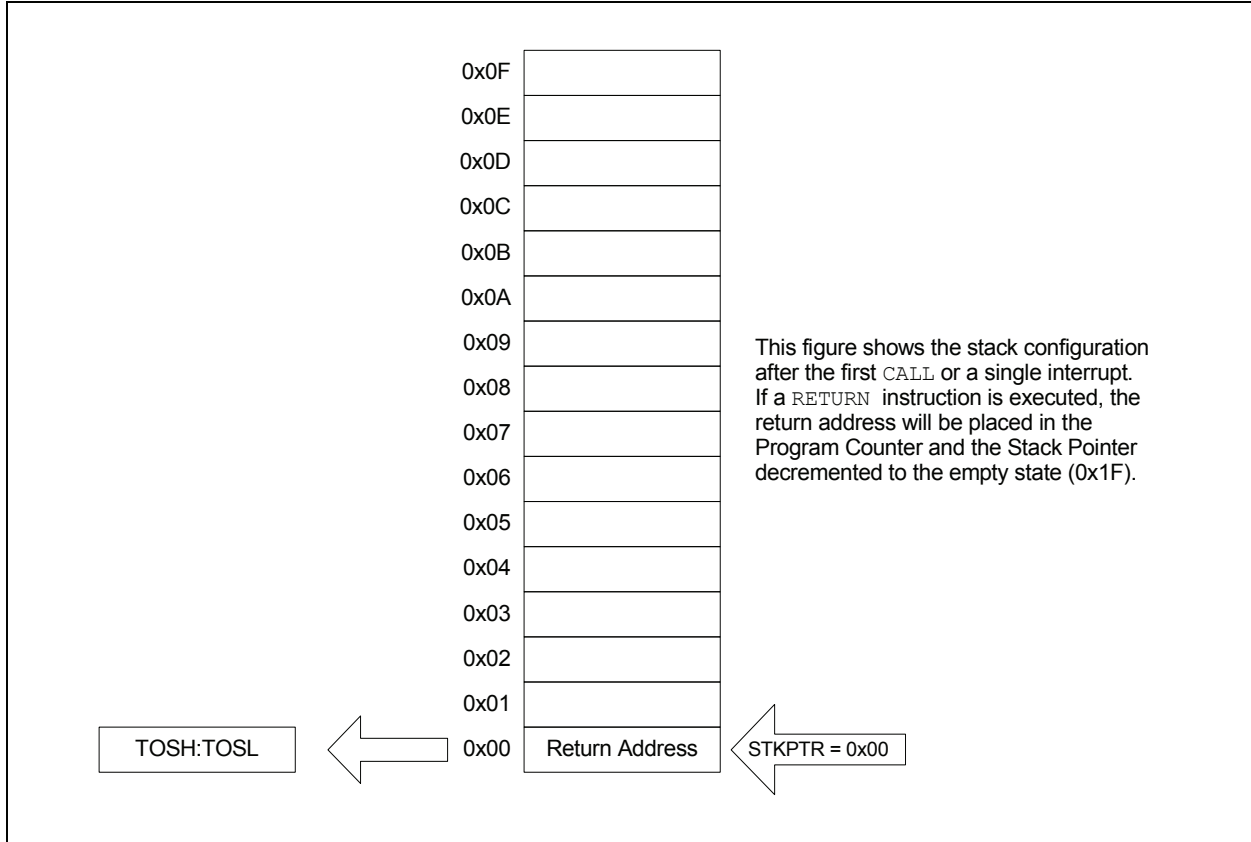 0x0F
0x0E
0x0D
0x0C
0x0B
0x0A
0x09
0x08
0x07
0x06
0x05
0x04
0x03
0x02
0x01
This figure shows the stack configuration
after the first CALL or a single interrupt.
If a RETURN instruction is executed, the
return address will be placed in the
Program Counter and the Stack Pointer
decremented to the empty state (0x1F).
TOSH:TOSL
0x00
Return Address
STKPTR = 0x00